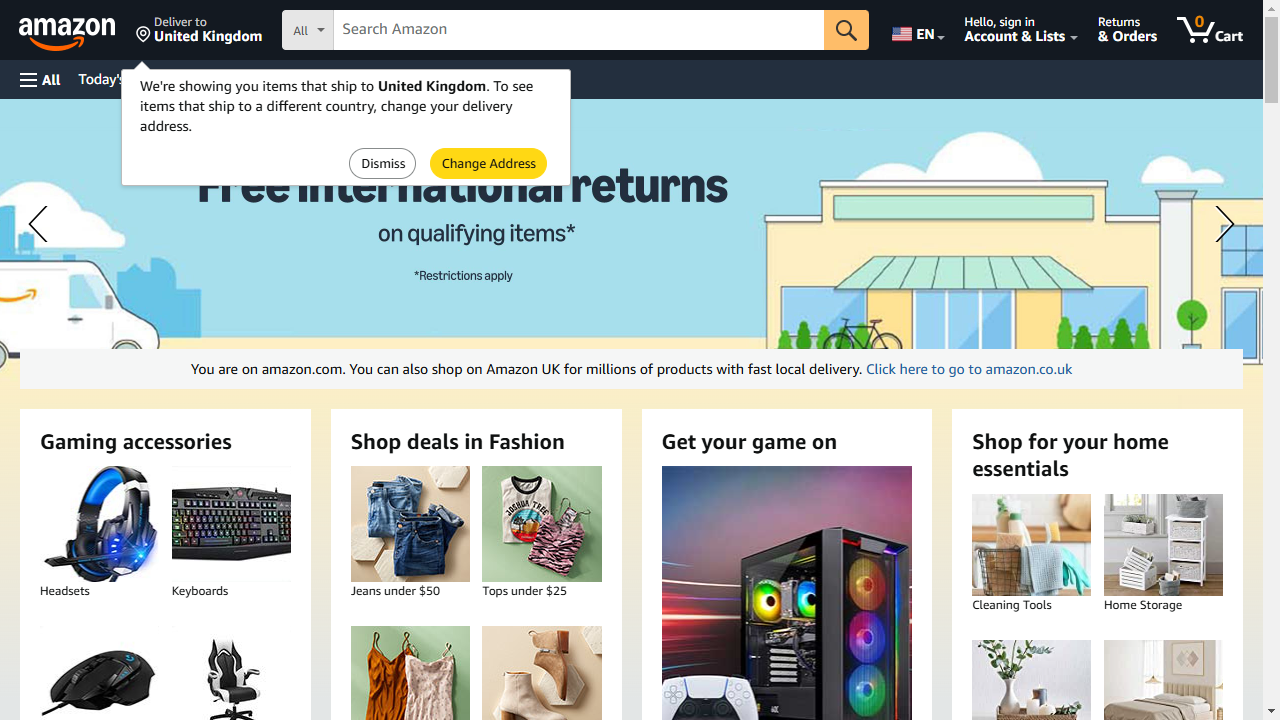 amazon
Deliver to
United Kingdom
All
Search Amazon
EN
Hello, sign in
Account & Lists
Returns
& Orders
0
Cart
All
Today's
We're showing you items that ship to United Kingdom. To see
items that ship to a different country, change your delivery
address.
Dismiss
Change Address
Free international returns
on qualifying items*
*Restrictions apply
You are on amazon.com. You can also shop on Amazon UK for millions of products with fast local delivery. Click here to go to amazon.co.uk
Gaming accessories
Headsets
Keyboards
Shop deals in Fashion
JOSHUA TREE
Jeans under $50
Tops under $25
Get your game on
Shop for your home
essentials
Cleaning Tools
Home Storage